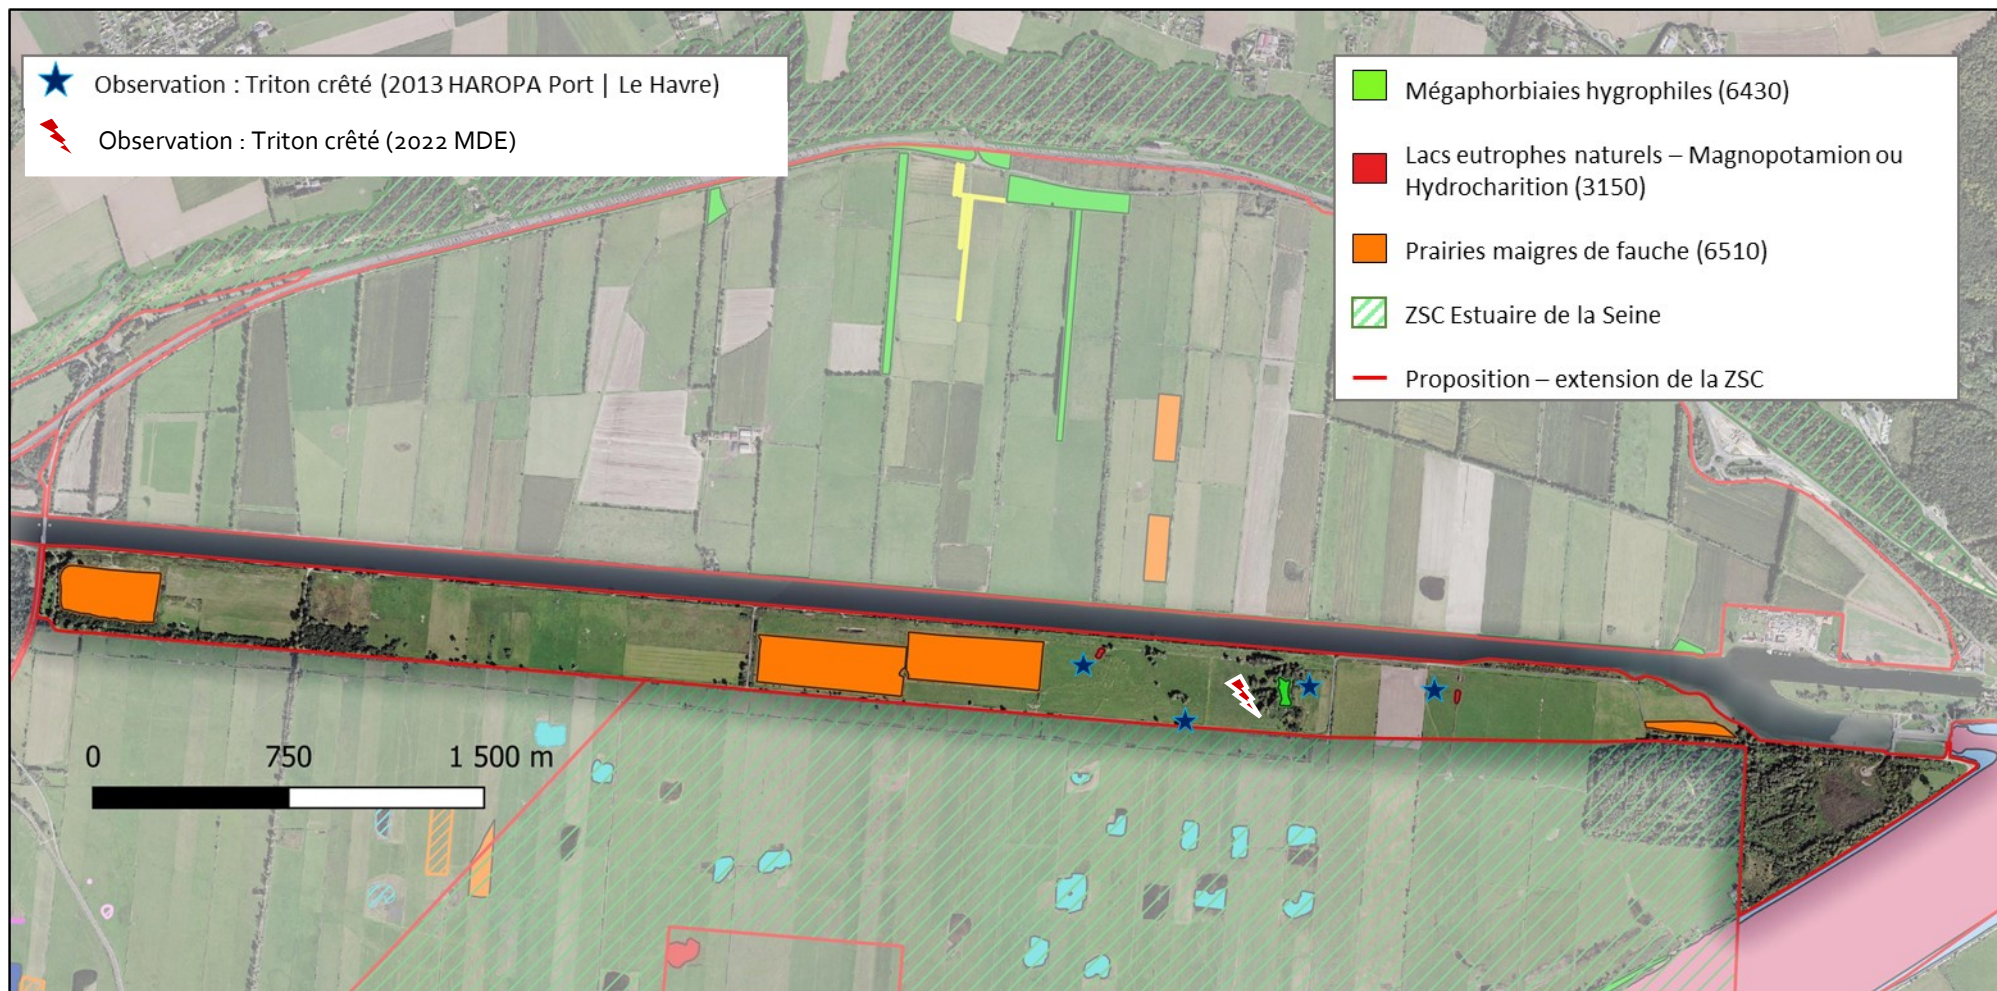 Observation : Triton crêté (2013 HAROPA Port | Le Havre)
Observation : Triton crêté (2022 MDE)
Mégaphorbiaies hygrophiles (6430)
Lacs eutrophes naturels – Magnopotamion ou
Hydrocharition (3150)
Prairies maigres de fauche (6510)
ZSC Estuaire de la Seine
Proposition – extension de la ZSC
0 750 1 500 m